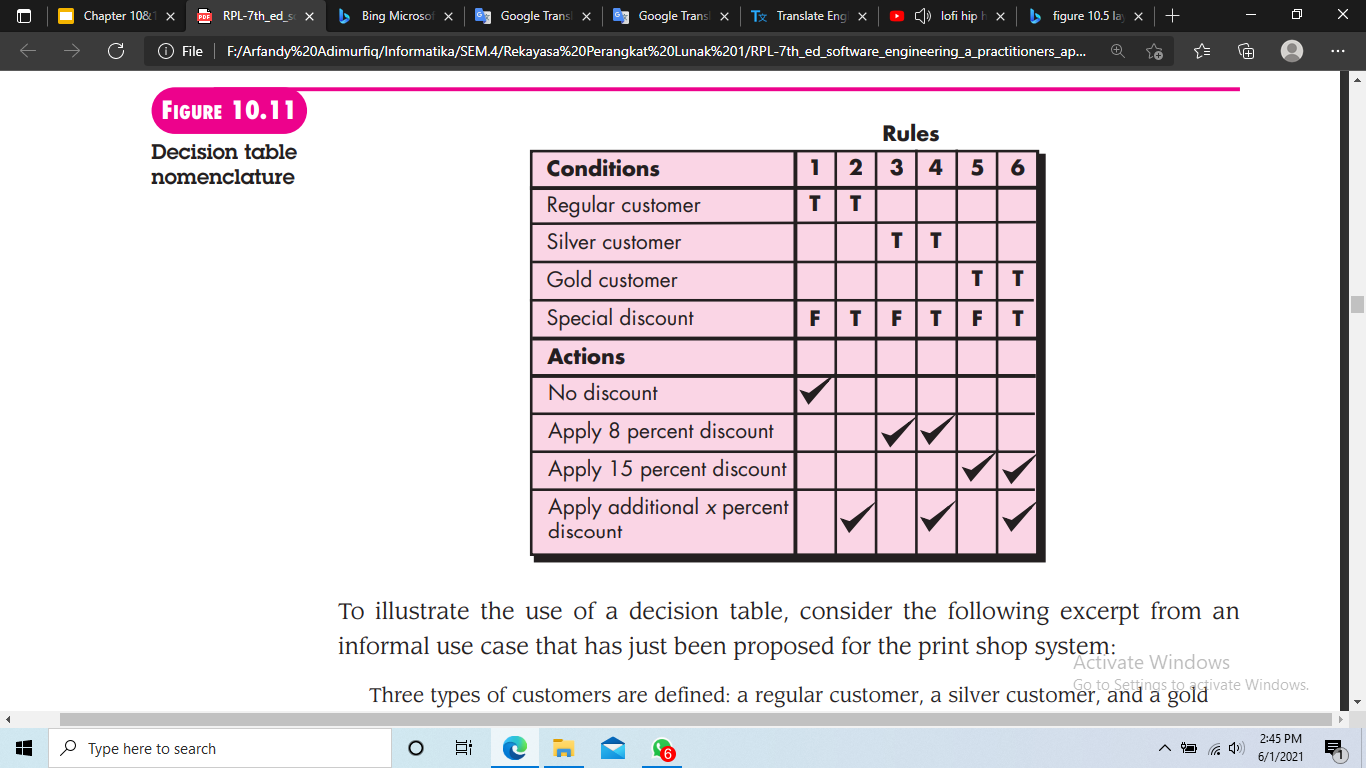 Chapter 10&1
RPL-7th_ed_s
Bing Microsof
Google Transl
Google Transl
Translate Engl
lofi hip h
figure 10.5 lay
File
F:/Arfandy%20Adimurfiq/Informatika/SEM.4/Rekayasa%20Perangkat%20Lunak%201/RPL-7th_ed_software_engineering_a_practitioners_ap...
FIGURE 10.11
Decision table
nomenclature
Rules
Conditions 1 2 3 4 5 6
Regular customer T T
Silver customer T T
Gold customer T T
Special discount F T F T F T
Actions
No discount
Apply 8 percent discount
Apply 15 percent discount
Apply additional x percent
discount
To illustrate the use of a decision table, consider the following excerpt from an
informal use case that has just been proposed for the print shop system:
Three types of customers are defined: a regular customer, a silver customer, and a gold
Activate Windows
Go to Settings to activate Windows.
Type here to search
6
2:45 PM
6/1/2021
1